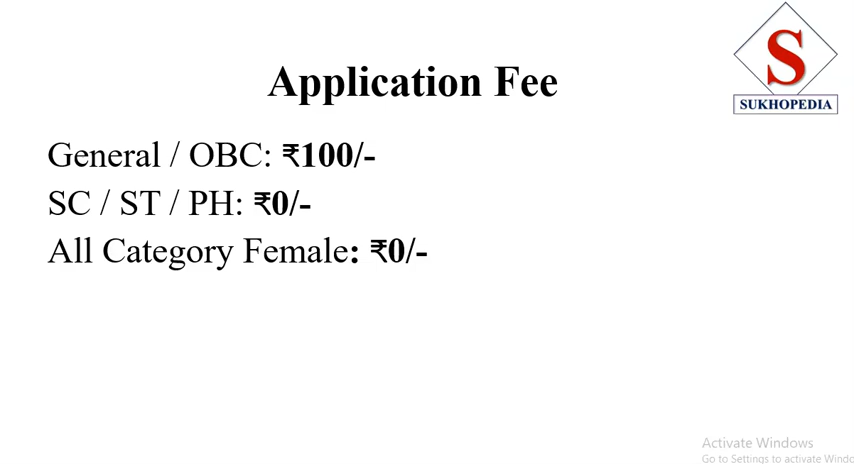 S
SUKHOPEDIA
Application Fee
General / OBC: ₹100/-
SC / ST / PH: ₹0/-
All Category Female: ₹0/-
Activate Windows
Go to Settings to activate Windo